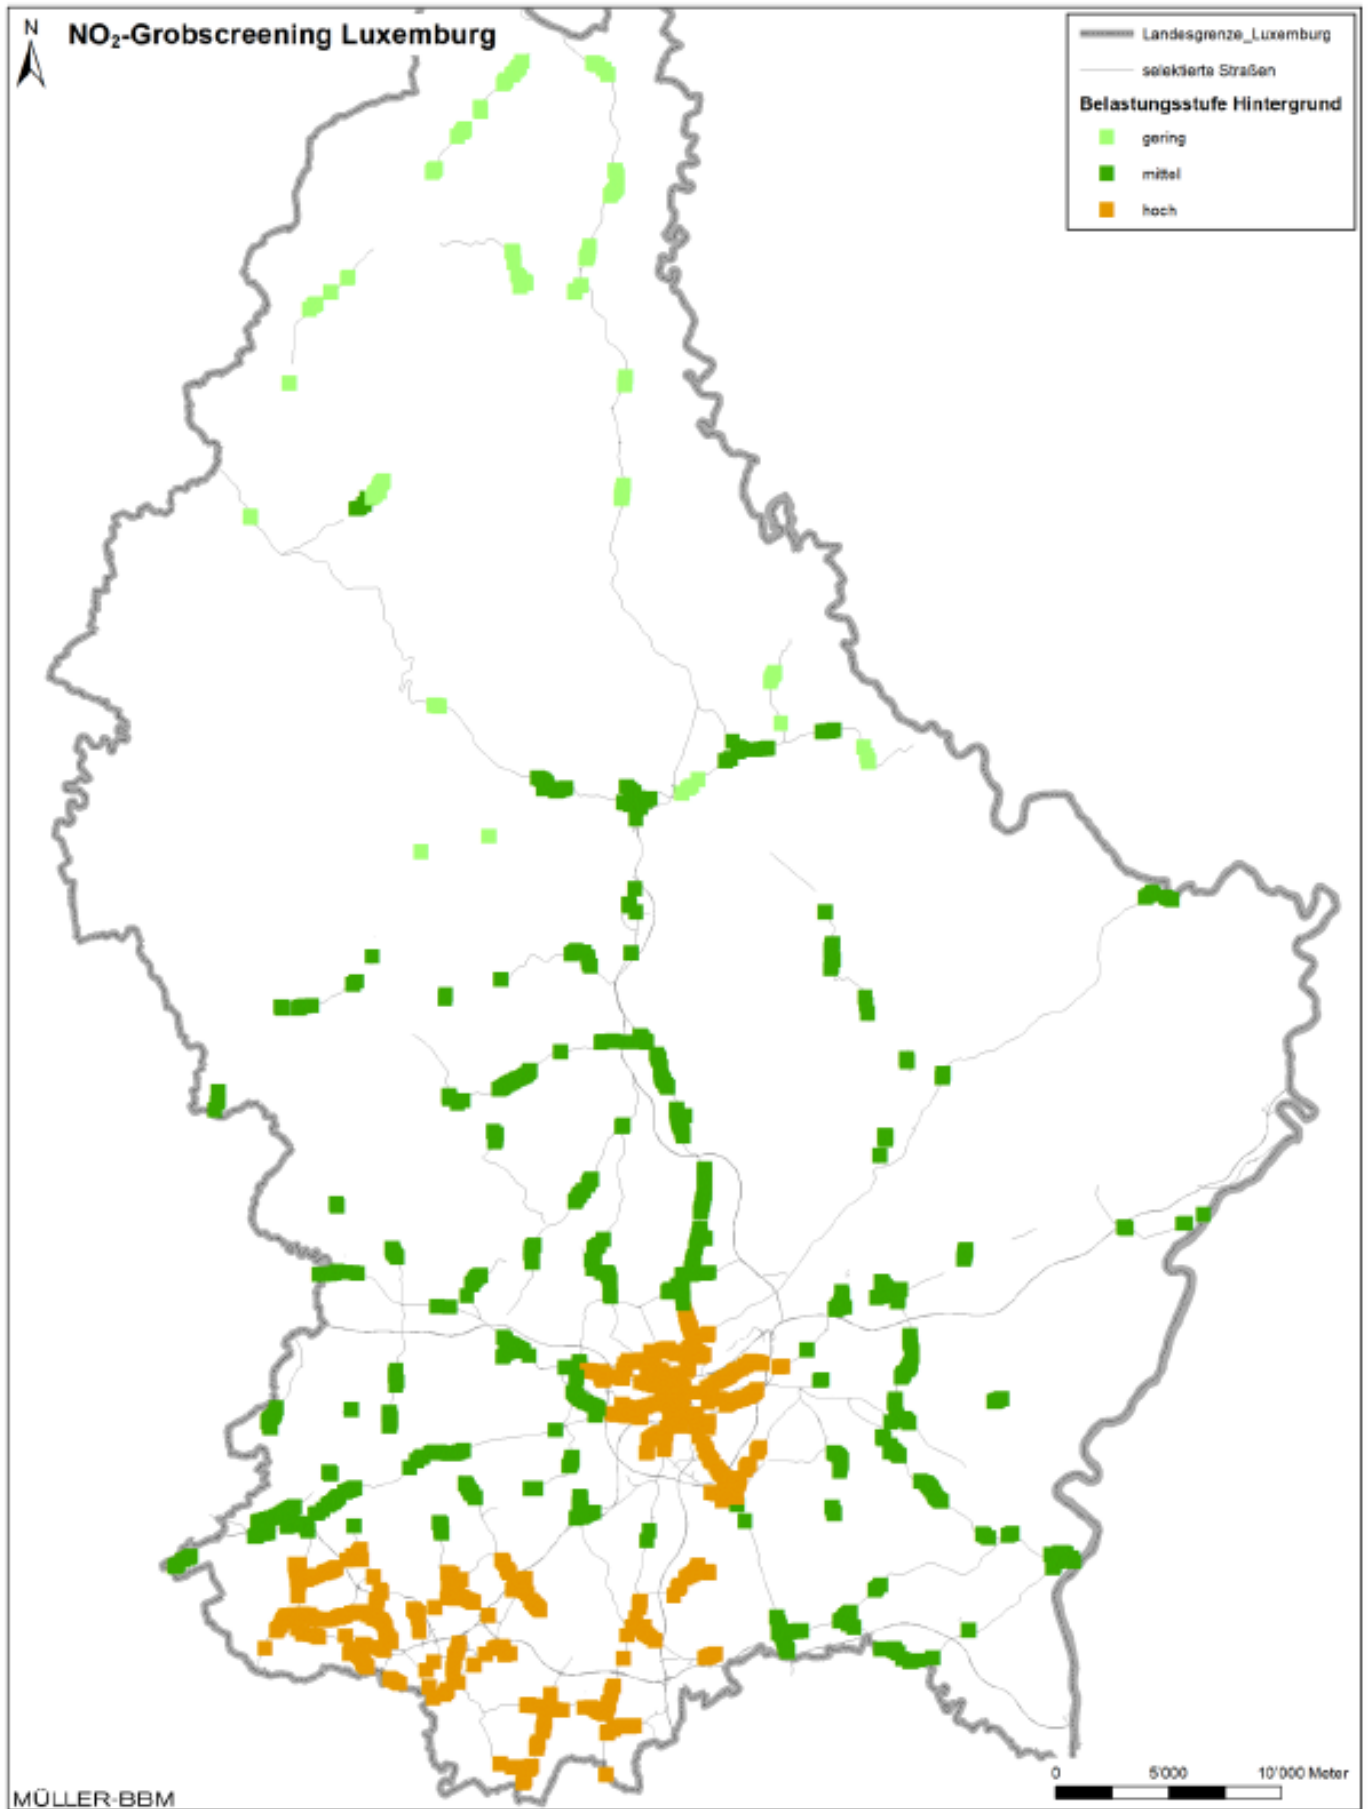 N
NO₂-Grobscreening Luxemburg
Landesgrenze_Luxemburg
selektierte Straßen
Belastungsstufe Hintergrund
gering
mittel
hoch
0 5'000 10'000 Meter
MÜLLER-BBM